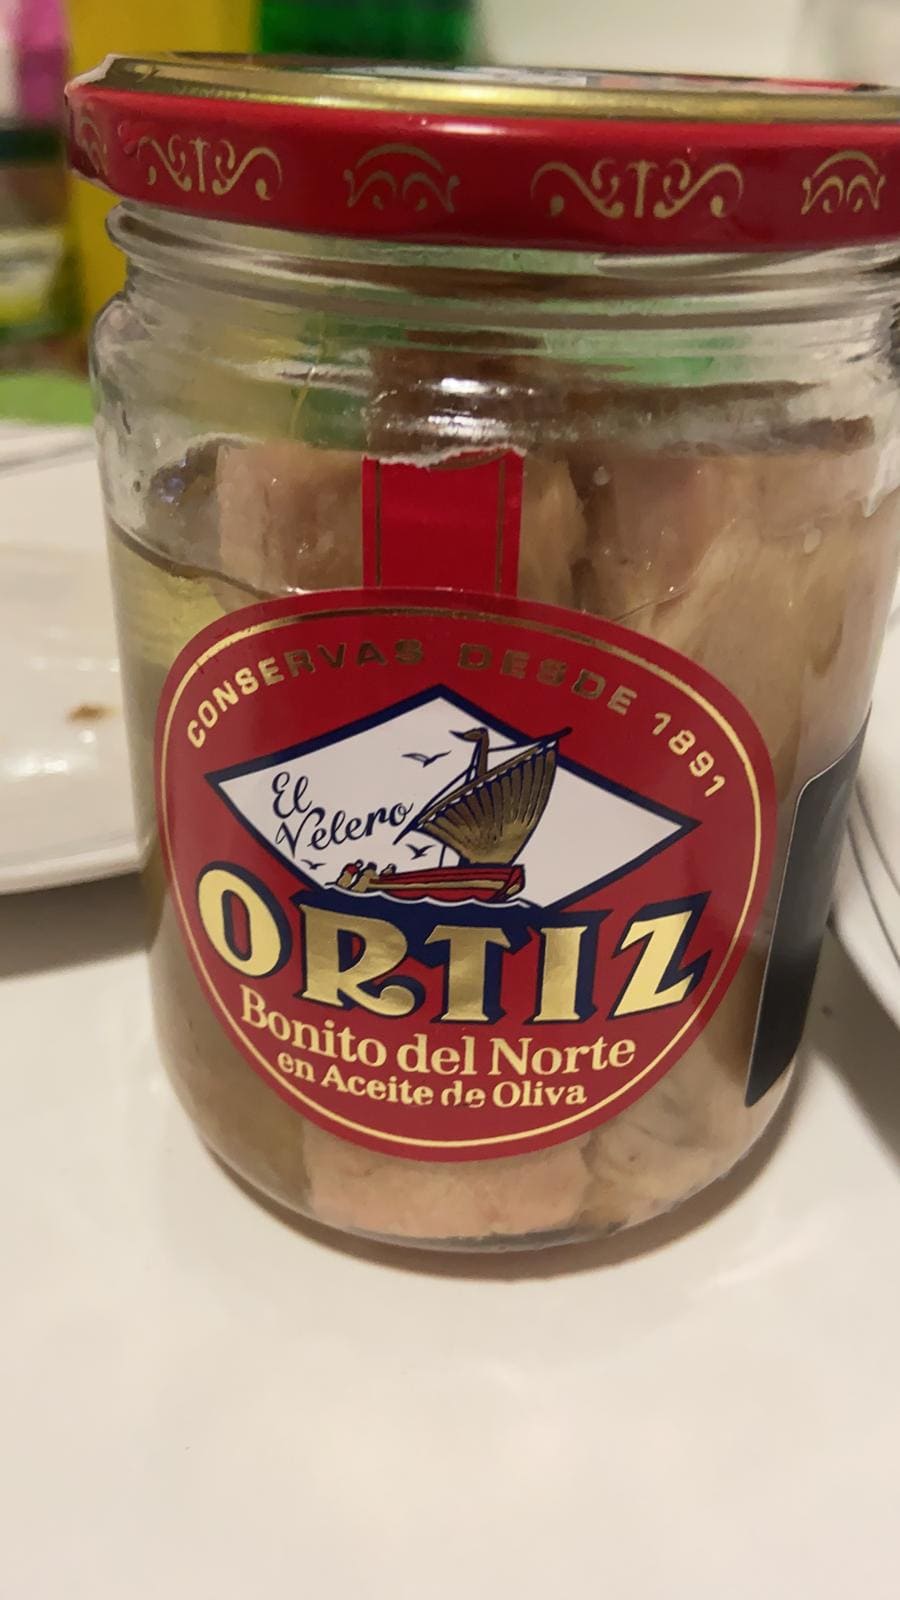 CONSERVAS DESDE 1891
El
Velero
ORTIZ
Bonito del Norte
en Aceite de Oliva